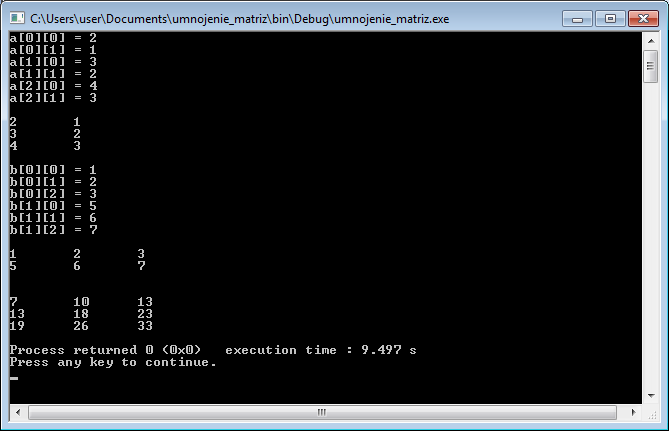 C:\Users\user\Documents\umnojenie_matriz\bin\Debug\umnojenie_matriz.exe
a[0][0] = 2
a[0][1] = 1
a[1][0] = 3
a[1][1] = 2
a[2][0] = 4
a[2][1] = 3
2 1
3 2
4 3
b[0][0] = 1
b[0][1] = 2
b[0][2] = 3
b[1][0] = 5
b[1][1] = 6
b[1][2] = 7
1 2 3
5 6 7
7 10 13
13 18 23
19 26 33
Process returned 0 (0x0) execution time : 9.497 s
Press any key to continue.